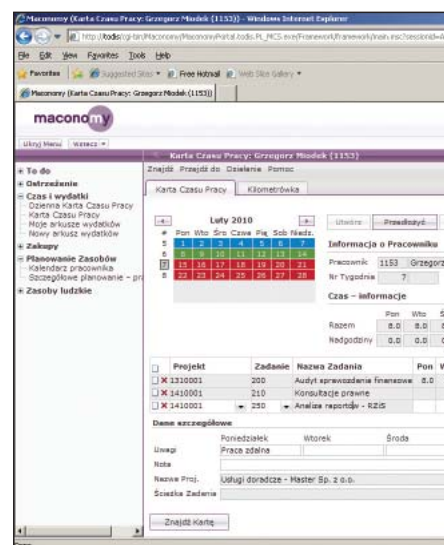 Maconomy (Karta Czasu Pracy: Grzegorz Miodek (1153)) - Windows Internet Explorer
File Edit View Favorites Tools Help
Favorites Suggested Sites Free Hotmail Web Slice Gallery
Maconomy (Karta Czasu Pracy: Grzegorz Miodek (1153))
maconomy
Ukryj Menu Wstecz
Karta Czasu Pracy: Grzegorz Miodek (1153)
To do
Ostrzeżenie
Czas i wydatki
Dzienna Karta Czasu Pracy
Karta Czasu Pracy
Moje arkusze wydatków
Nowy arkusz wydatków
Zakupy
Planowanie Zasobów
Kalendarz pracownika
Szczegółowe planowanie - pr
Zasoby ludzkie
Znajdź Przejdź do Działanie Pomoc
Karta Czasu Pracy Kilometrówka
Luty 2010
# Pon Wto Śro Czwa Pią Sob Niedz.
5 1 2 3 4 5 6 7
6 8 9 10 11 12 13 14
7 15 16 17 18 19 20 21
8 22 23 24 25 26 27 28
Utwórz Przedłożyć
Informacja o Pracowniku
Pracownik 1153 Grzegorz
Nr Tygodnia 7
Czas - informacje
Pon Wto
Razem 8.0 8.0 8
Nadgodziny 0.0 0.0 0.
Projekt Zadanie Nazwa Zadania Pon W
1310001 200 Audyt sprawozdania finansowe 8.0
1410001 210 Konsultacje prawne
1410001 250 Analiza raportów - RZiS
Dane szczegółowe
Poniedziałek Wtorek Środa
Uwagi Praca zdalna
Nota
Nazwa Proj. Usługi doradcze - Master Sp. z o.o.
Ścieżka Zadania
Znajdź Kartę